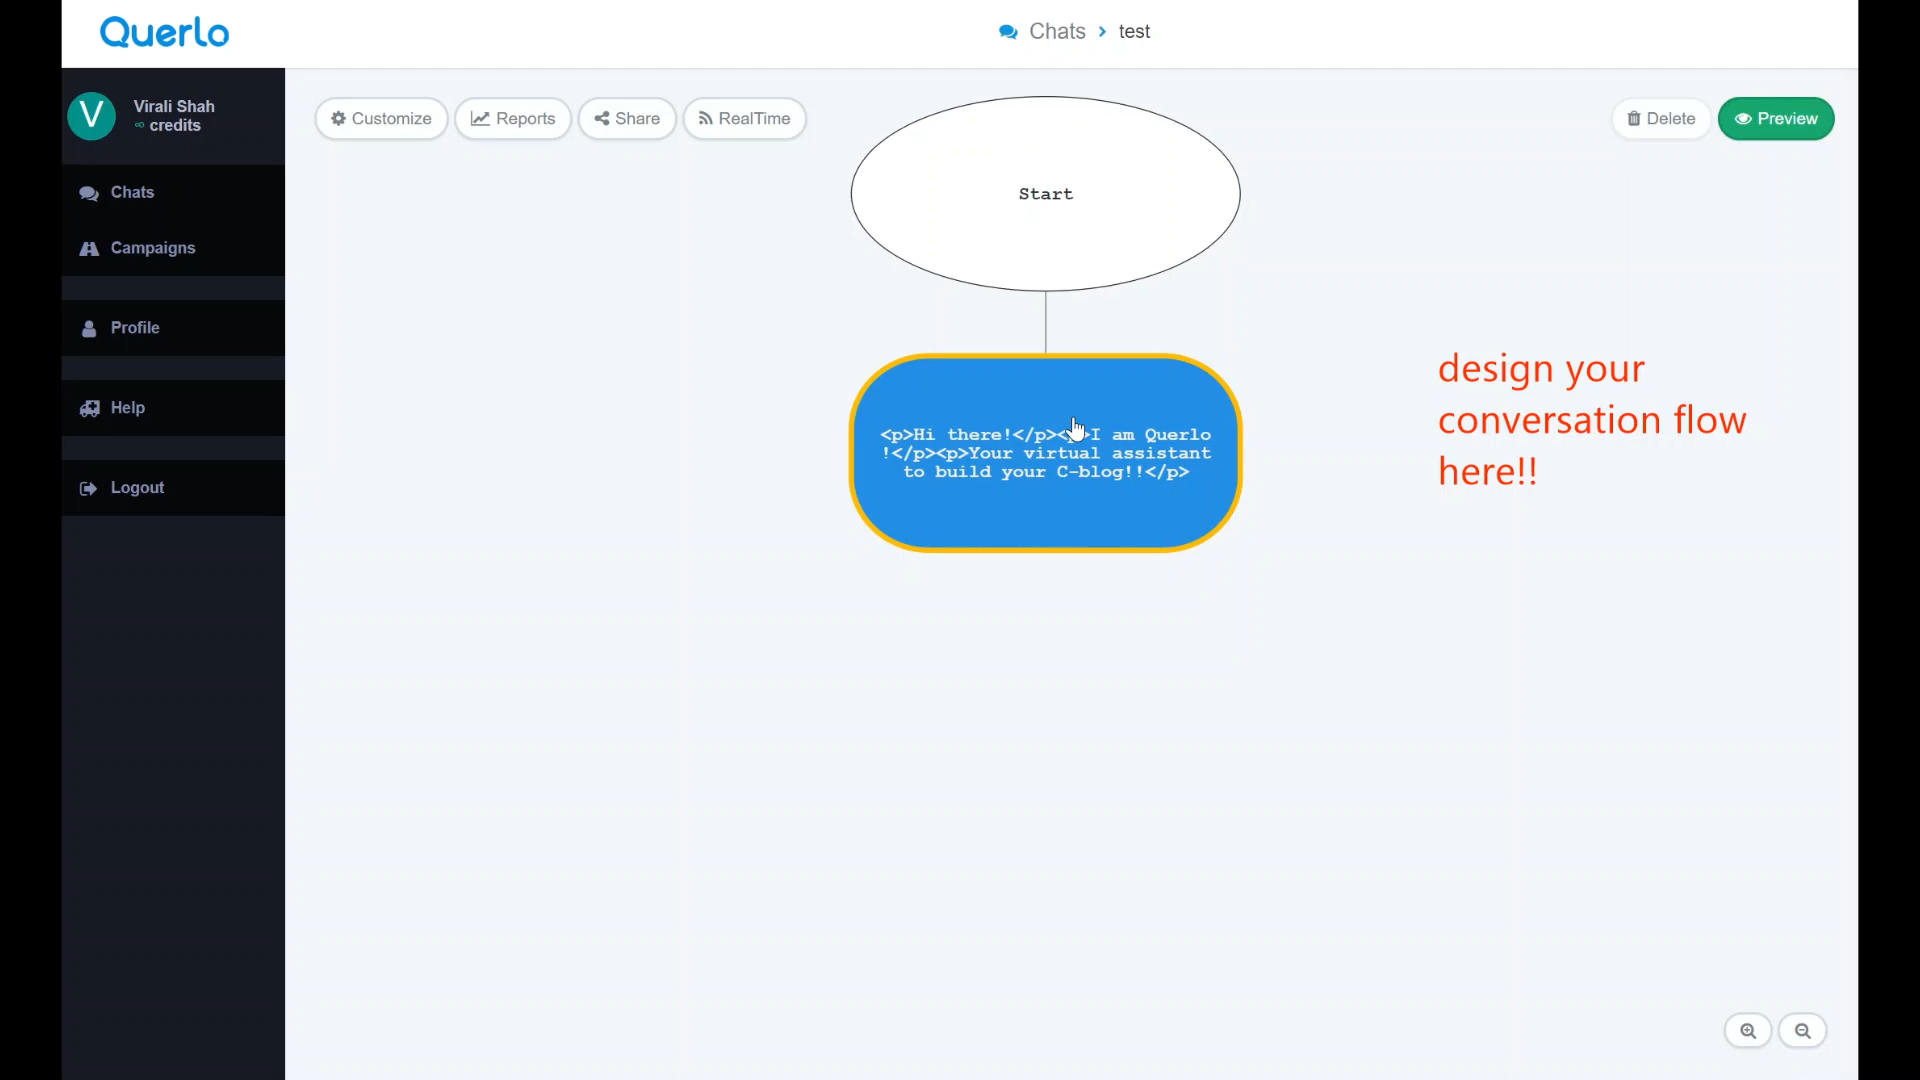 Querlo
Chats > test
V
Virali Shah
∞ credits
Chats
Campaigns
Profile
Help
Logout
Customize
Reports
Share
RealTime
Delete
Preview
Start
<p>Hi there!</p><p>I am Querlo
!</p><p>Your virtual assistant
to build your C-blog!!</p>
design your
conversation flow
here!!